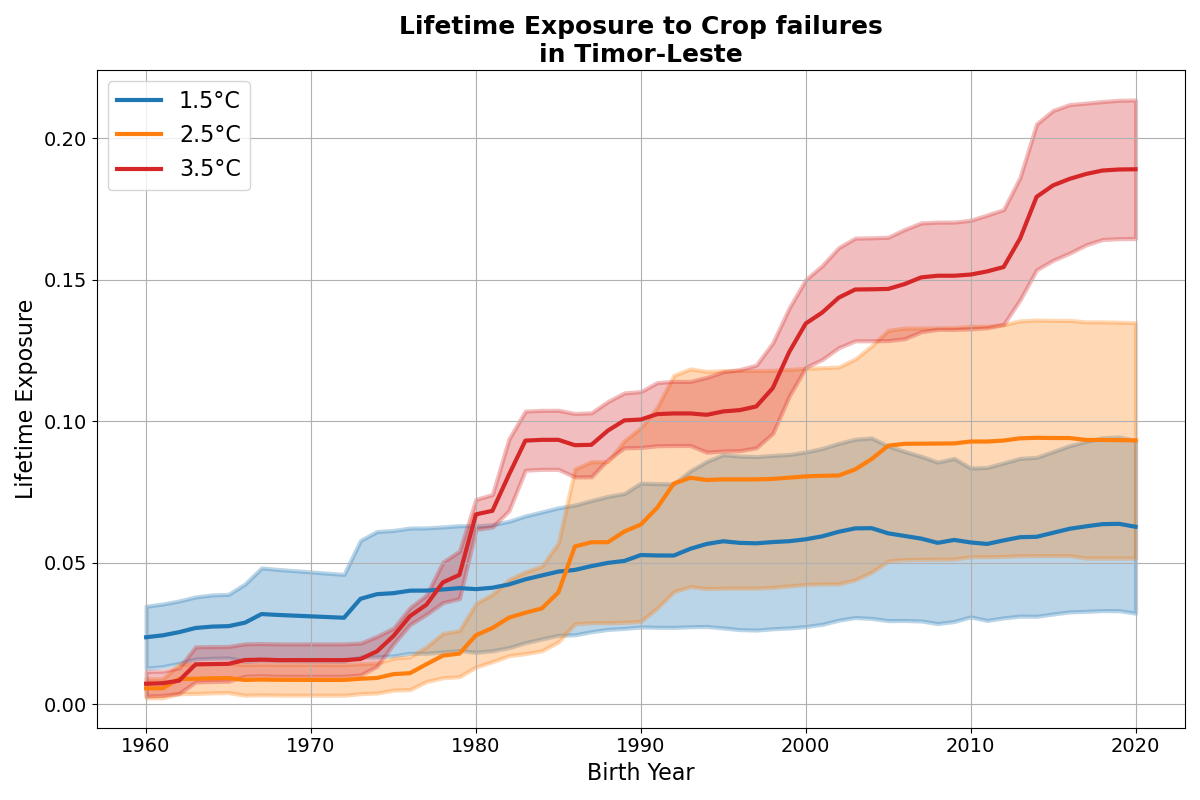 Lifetime Exposure to Crop failures
in Timor-Leste
1.5°C
2.5°C
3.5°C
Lifetime Exposure
0.20
0.15
0.10
0.05
0.00
1960 1970 1980 1990 2000 2010 2020
Birth Year